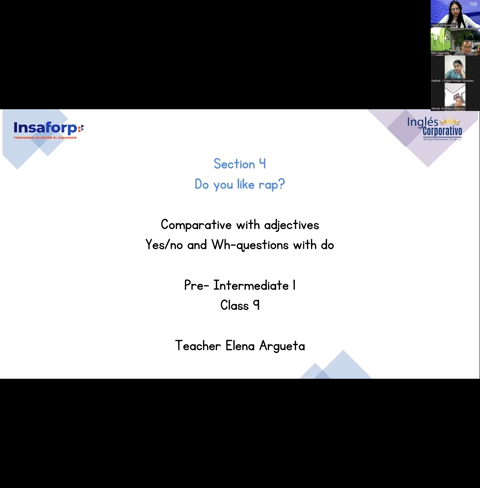 Insaforp
Inglés
Corporativo
Section 4
Do you like rap?
Comparative with adjectives
Yes/no and Wh-questions with do
Pre- Intermediate I
Class 9
Teacher Elena Argueta